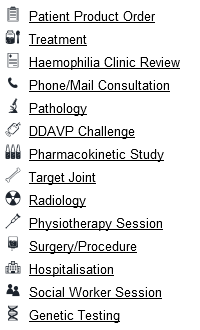 Patient Product Order
Treatment
Haemophilia Clinic Review
Phone/Mail Consultation
Pathology
DDAVP Challenge
Pharmacokinetic Study
Target Joint
Radiology
Physiotherapy Session
Surgery/Procedure
Hospitalisation
Social Worker Session
Genetic Testing